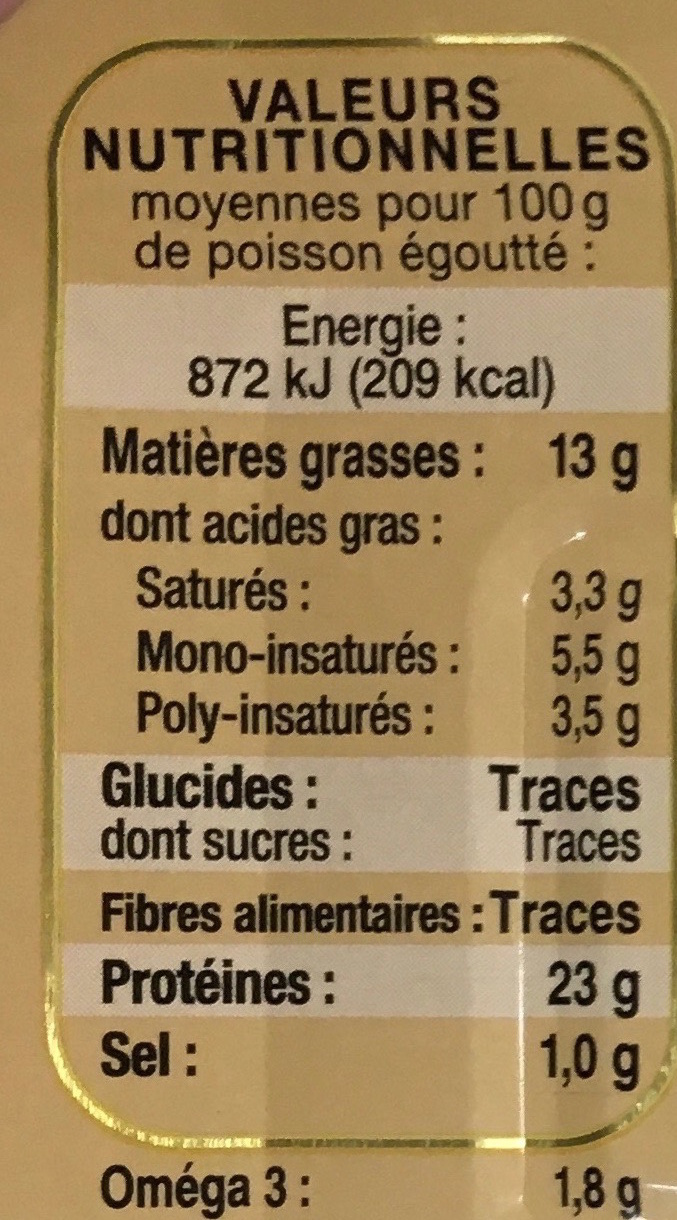 VALEURS
NUTRITIONNELLES
moyennes pour 100 g
de poisson égoutté :
Energie :
872 kJ (209 kcal)
Matières grasses : 13 g
dont acides gras :
Saturés : 3,3 g
Mono-insaturés : 5,5 g
Poly-insaturés : 3,5 g
Glucides : Traces
dont sucres : Traces
Fibres alimentaires : Traces
Protéines : 23 g
Sel : 1,0 g
Oméga 3 : 1,8 g